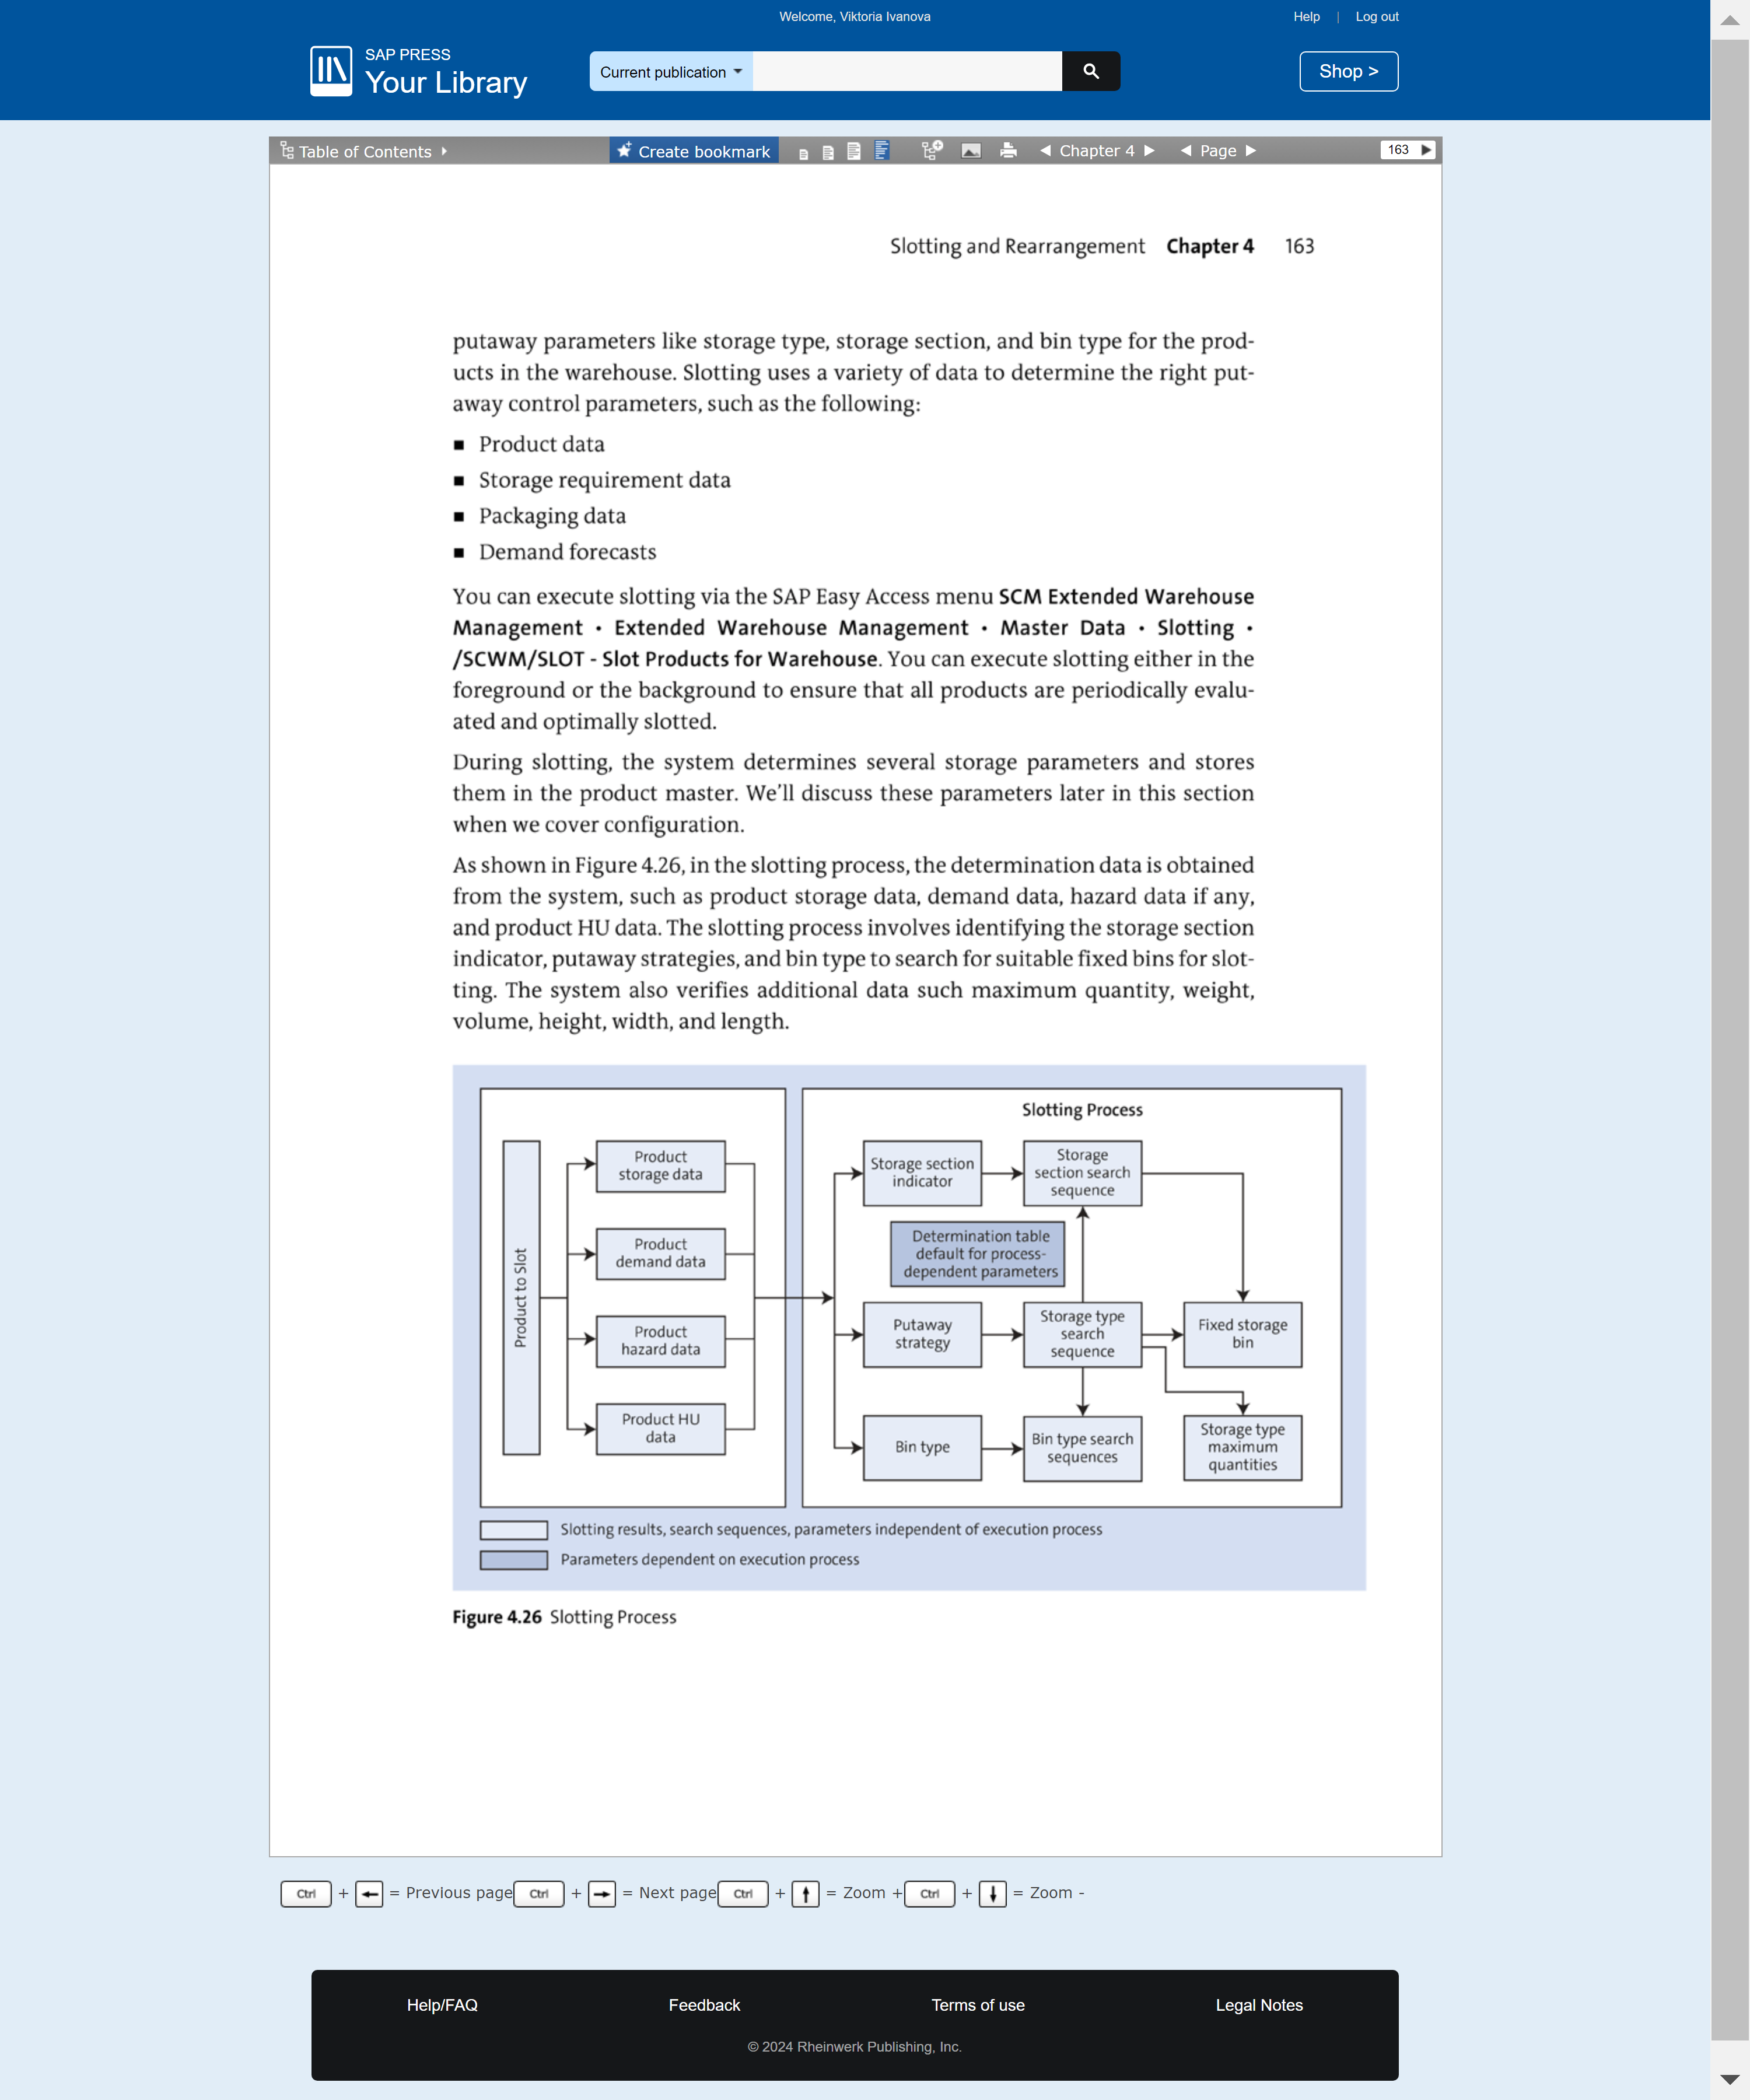 Welcome, Viktoria Ivanova
Help | Log out
SAP PRESS
Your Library
Current publication
Shop >
Table of Contents
Create bookmark
Chapter 4
Page
163
Slotting and Rearrangement Chapter 4 163
putaway parameters like storage type, storage section, and bin type for the prod-
ucts in the warehouse. Slotting uses a variety of data to determine the right put-
away control parameters, such as the following:
■ Product data
■ Storage requirement data
■ Packaging data
■ Demand forecasts
You can execute slotting via the SAP Easy Access menu SCM Extended Warehouse
Management • Extended Warehouse Management • Master Data • Slotting •
/SCWM/SLOT - Slot Products for Warehouse. You can execute slotting either in the
foreground or the background to ensure that all products are periodically evalu-
ated and optimally slotted.
During slotting, the system determines several storage parameters and stores
them in the product master. We'll discuss these parameters later in this section
when we cover configuration.
As shown in Figure 4.26, in the slotting process, the determination data is obtained
from the system, such as product storage data, demand data, hazard data if any,
and product HU data. The slotting process involves identifying the storage section
indicator, putaway strategies, and bin type to search for suitable fixed bins for slot-
ting. The system also verifies additional data such maximum quantity, weight,
volume, height, width, and length.
Product to Slot
Product
storage data
Product
demand data
Product
hazard data
Product HU
data
Slotting Process
Storage section
indicator
Storage
section search
sequence
Determination table
default for process-
dependent parameters
Putaway
strategy
Storage type
search
sequence
Fixed storage
bin
Bin type
Bin type search
sequences
Storage type
maximum
quantities
Slotting results, search sequences, parameters independent of execution process
Parameters dependent on execution process
Figure 4.26 Slotting Process
Ctrl + ← = Previous page Ctrl + → = Next page Ctrl + ↑ = Zoom + Ctrl + ↓ = Zoom -
Help/FAQ
Feedback
Terms of use
Legal Notes
© 2024 Rheinwerk Publishing, Inc.